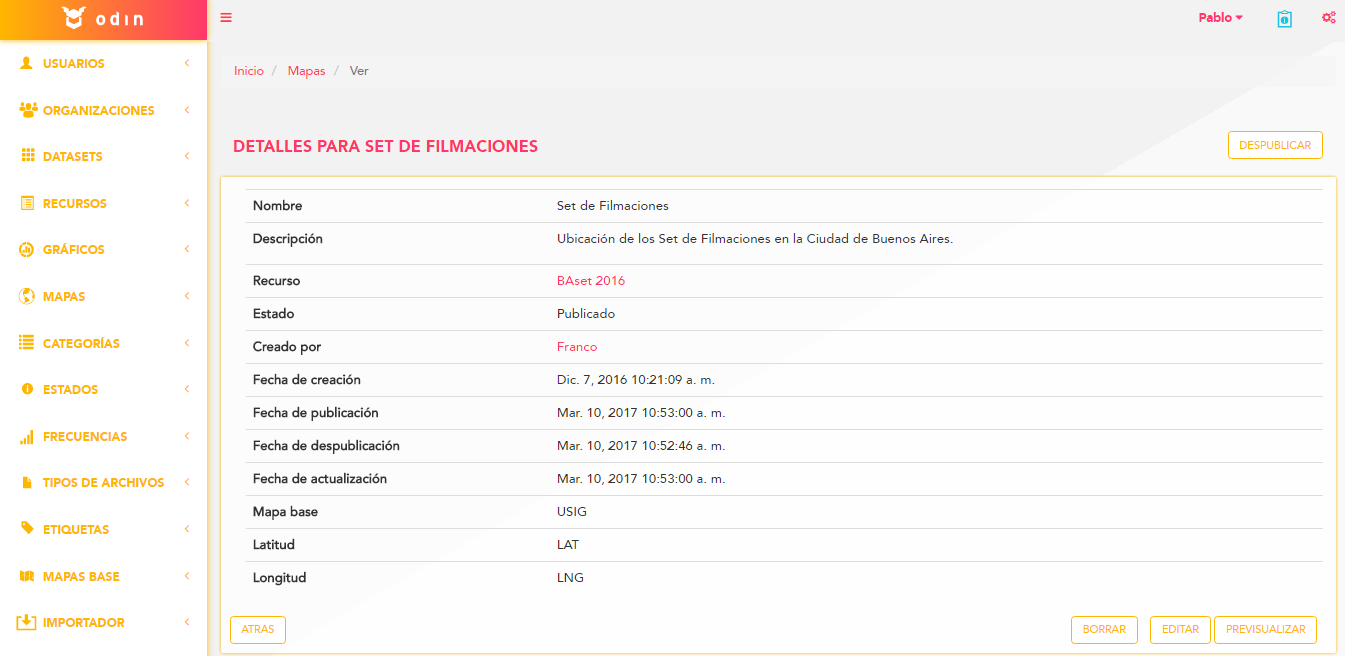 odin
Pablo
USUARIOS
ORGANIZACIONES
DATASETS
RECURSOS
GRÁFICOS
MAPAS
CATEGORÍAS
ESTADOS
FRECUENCIAS
TIPOS DE ARCHIVOS
ETIQUETAS
MAPAS BASE
IMPORTADOR
Inicio / Mapas / Ver
DETALLES PARA SET DE FILMACIONES
DESPUBLICAR
Nombre Set de Filmaciones
Descripción Ubicación de los Set de Filmaciones en la Ciudad de Buenos Aires.
Recurso BAset 2016
Estado Publicado
Creado por Franco
Fecha de creación Dic. 7, 2016 10:21:09 a. m.
Fecha de publicación Mar. 10, 2017 10:53:00 a. m.
Fecha de despublicación Mar. 10, 2017 10:52:46 a. m.
Fecha de actualización Mar. 10, 2017 10:53:00 a. m.
Mapa base USIG
Latitud LAT
Longitud LNG
ATRAS
BORRAR
EDITAR
PREVISUALIZAR